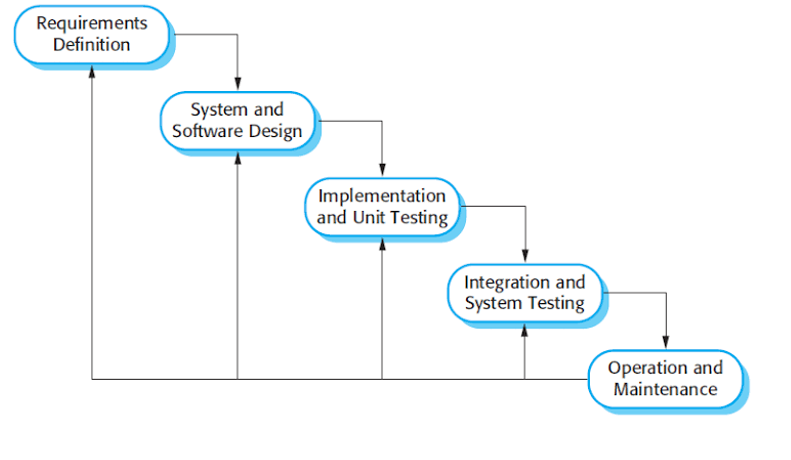 Requirements
Definition
System and
Software Design
Implementation
and Unit Testing
Integration and
System Testing
Operation and
Maintenance